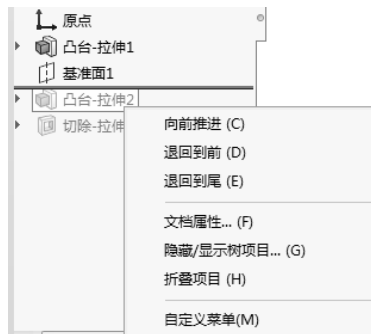 原点
凸台-拉伸1
基准面1
凸台-拉伸2
切除-拉伸
向前推进 (C)
退回到前 (D)
退回到尾 (E)
文档属性... (F)
隐藏/显示树项目... (G)
折叠项目 (H)
自定义菜单(M)